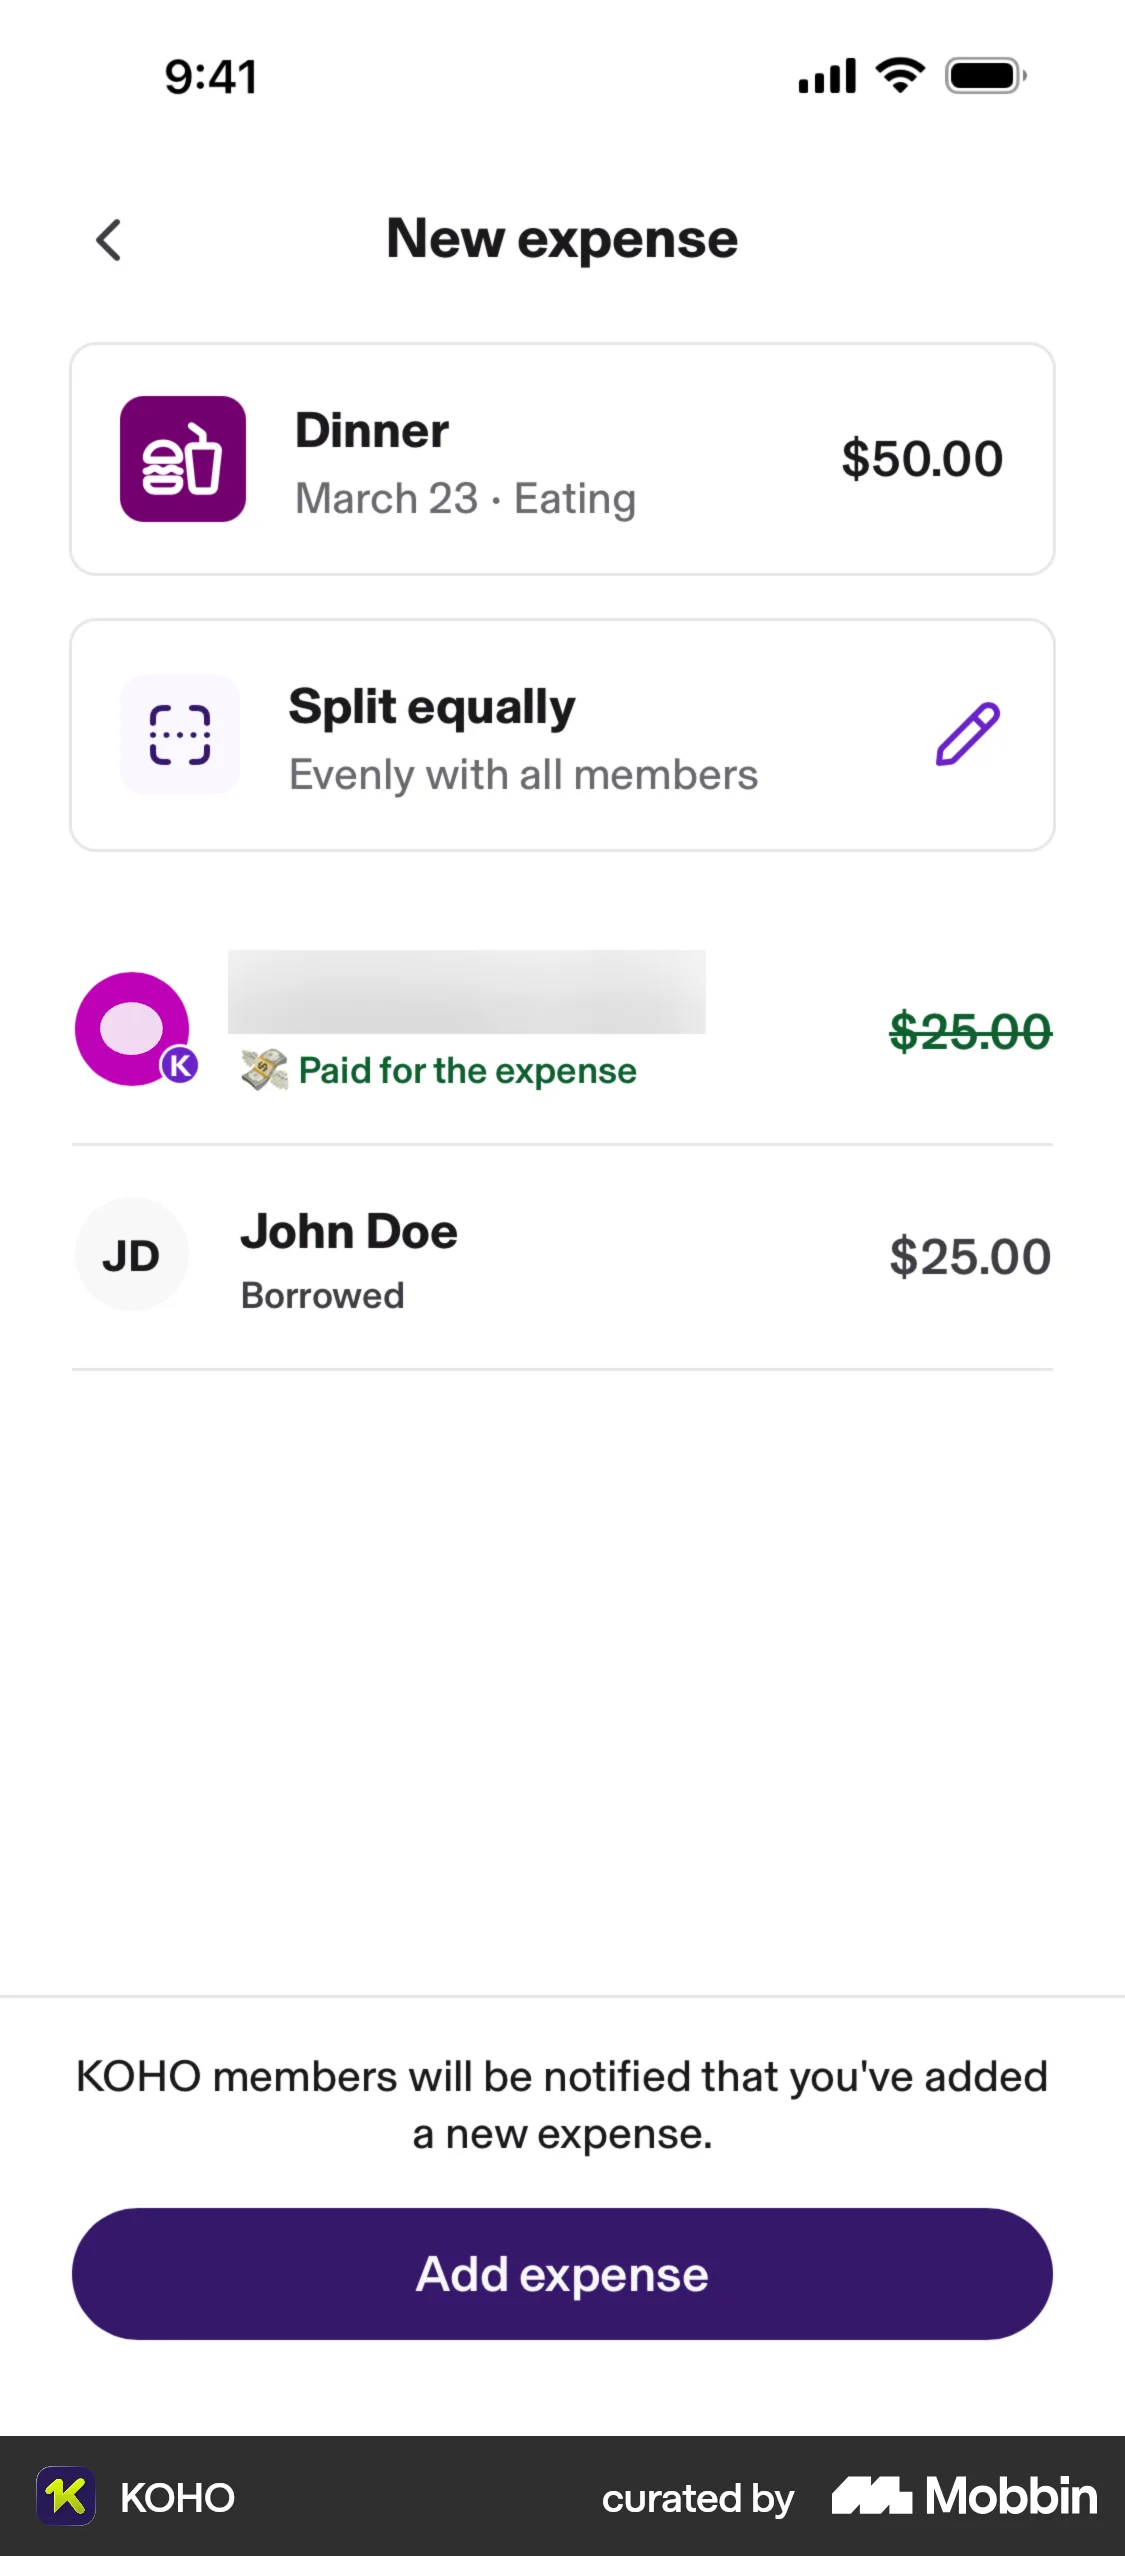 9:41
New expense
Dinner
$50.00
March 23 · Eating
Split equally
Evenly with all members
$25.00
K
💸 Paid for the expense
JD
John Doe
$25.00
Borrowed
KOHO members will be notified that you've added
a new expense.
Add expense
KOHO
curated by Mobbin